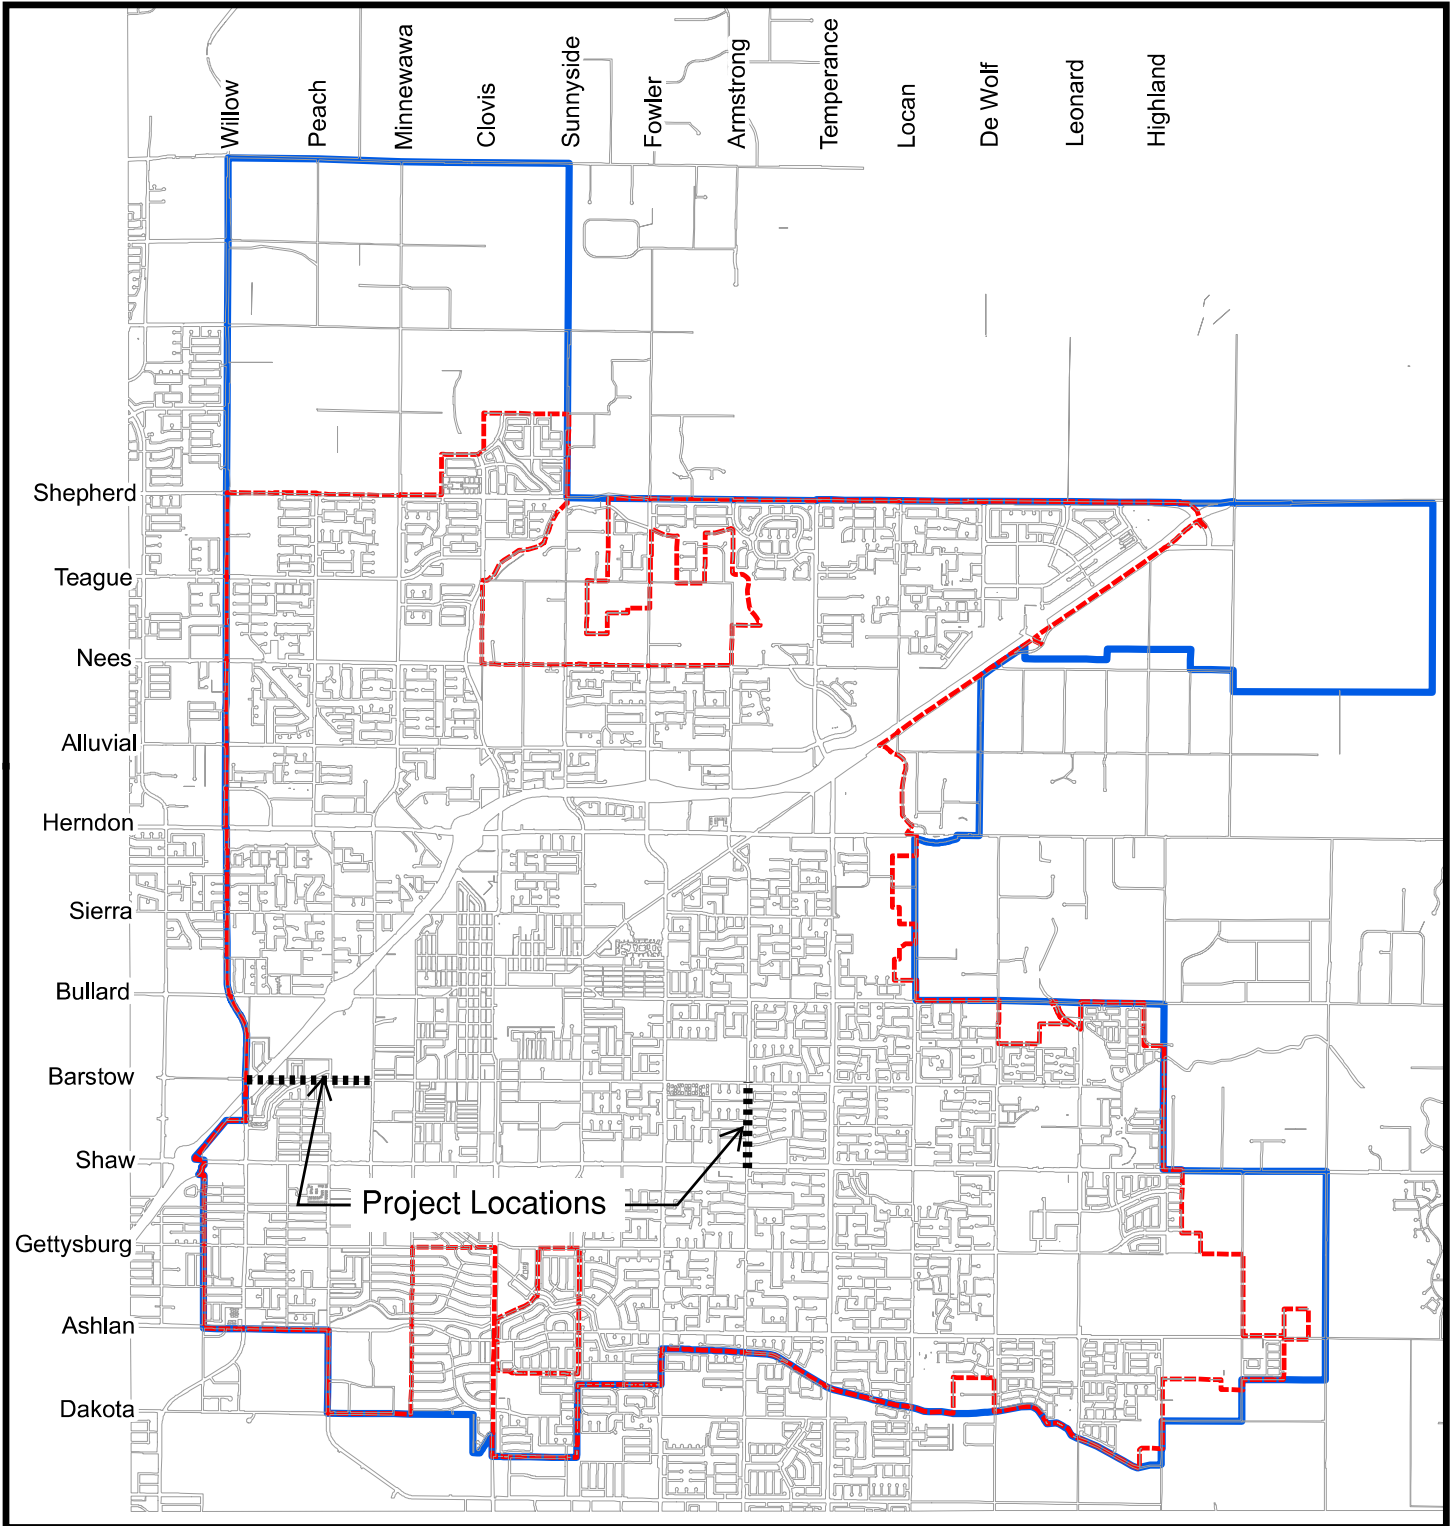 Willow
Peach
Minnewawa
Clovis
Sunnyside
Fowler
Armstrong
Temperance
Locan
De Wolf
Leonard
Highland
Shepherd
Teague
Nees
Alluvial
Herndon
Sierra
Bullard
Barstow
Shaw
Project Locations
Gettysburg
Ashlan
Dakota